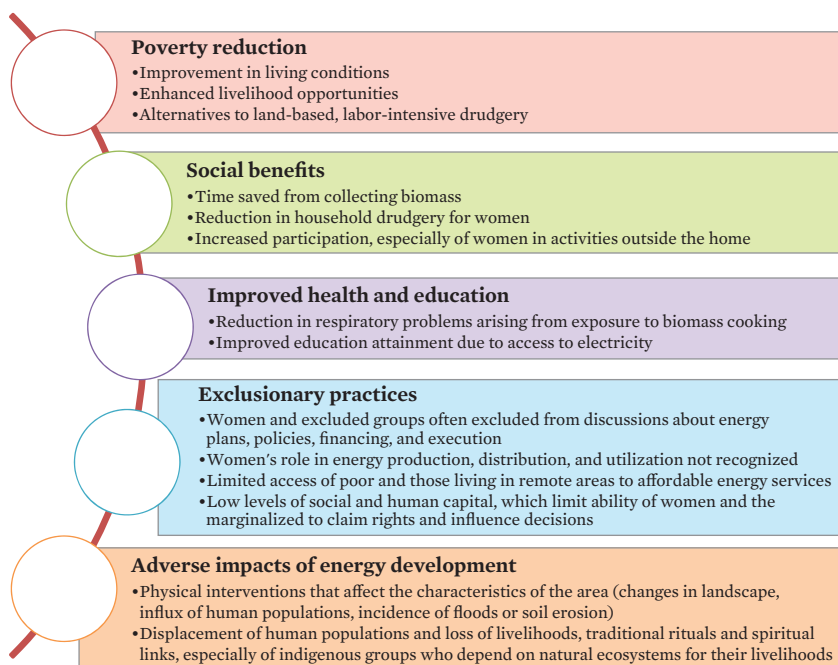 Poverty reduction
•Improvement in living conditions
•Enhanced livelihood opportunities
•Alternatives to land-based, labor-intensive drudgery
Social benefits
•Time saved from collecting biomass
•Reduction in household drudgery for women
•Increased participation, especially of women in activities outside the home
Improved health and education
•Reduction in respiratory problems arising from exposure to biomass cooking
•Improved education attainment due to access to electricity
Exclusionary practices
•Women and excluded groups often excluded from discussions about energy
plans, policies, financing, and execution
•Women's role in energy production, distribution, and utilization not recognized
•Limited access of poor and those living in remote areas to affordable energy services
•Low levels of social and human capital, which limit ability of women and the
marginalized to claim rights and influence decisions
Adverse impacts of energy development
•Physical interventions that affect the characteristics of the area (changes in landscape,
influx of human populations, incidence of floods or soil erosion)
•Displacement of human populations and loss of livelihoods, traditional rituals and spiritual
links, especially of indigenous groups who depend on natural ecosystems for their livelihoods